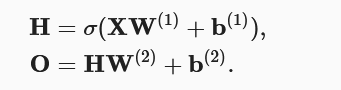 H = σ(XW⁽¹⁾ + b⁽¹⁾),
O = HW⁽²⁾ + b⁽²⁾.